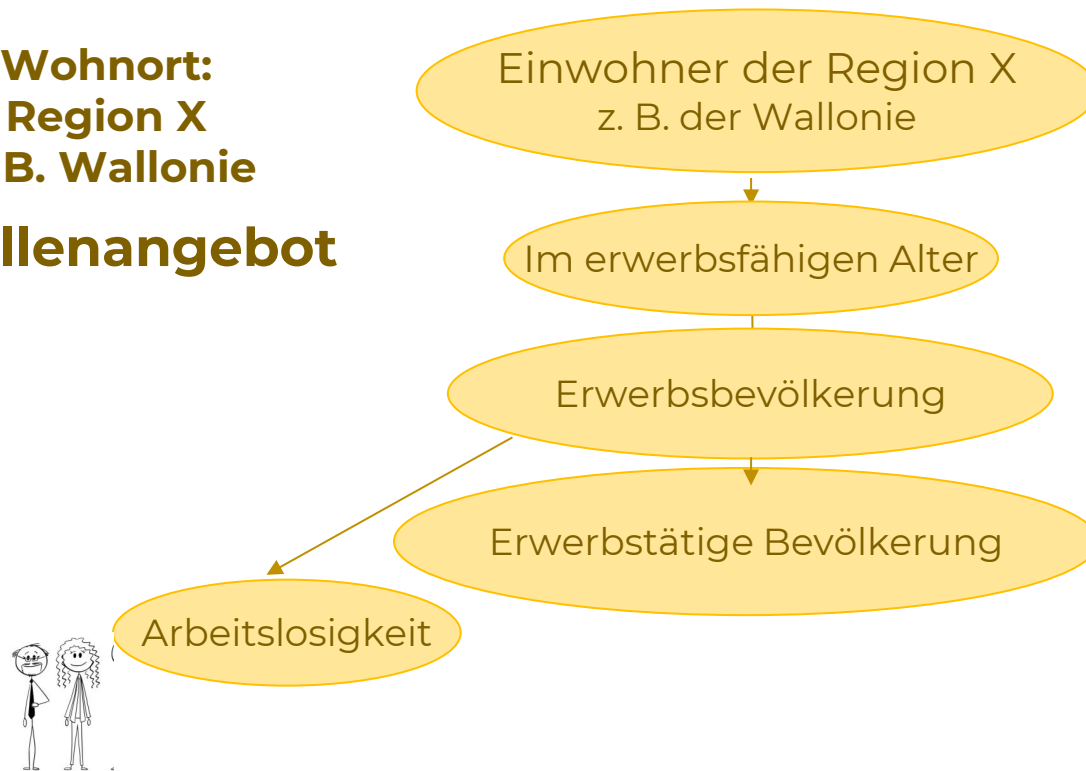 Wohnort:
Region X
B. Wallonie
llenangebot
Einwohner der Region X
z. B. der Wallonie
Im erwerbsfähigen Alter
Erwerbsbevölkerung
Erwerbstätige Bevölkerung
Arbeitslosigkeit